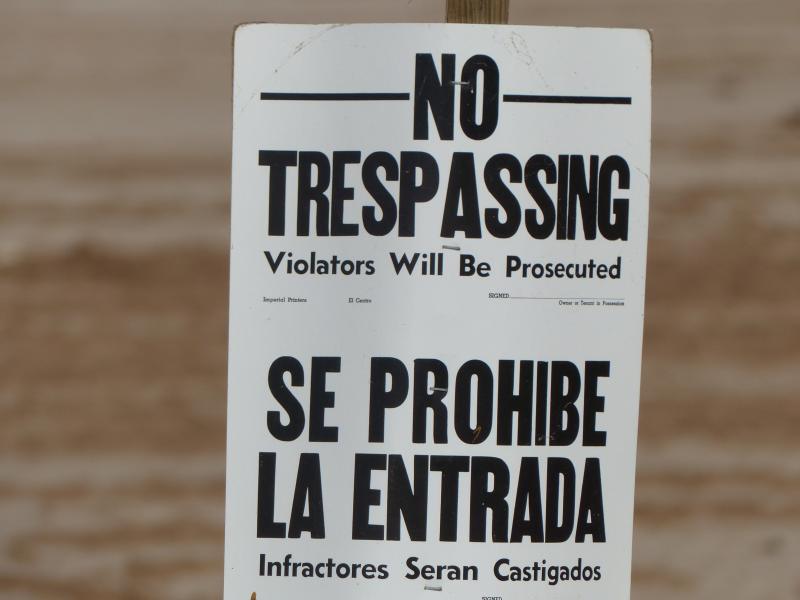 NO
TRESPASSING
Violators Will Be Prosecuted
Imperial Printers El Centro SIGNED
Owner or Tenant in Possession
SE PROHIBE
LA ENTRADA
Infractores Seran Castigados
SIGNED